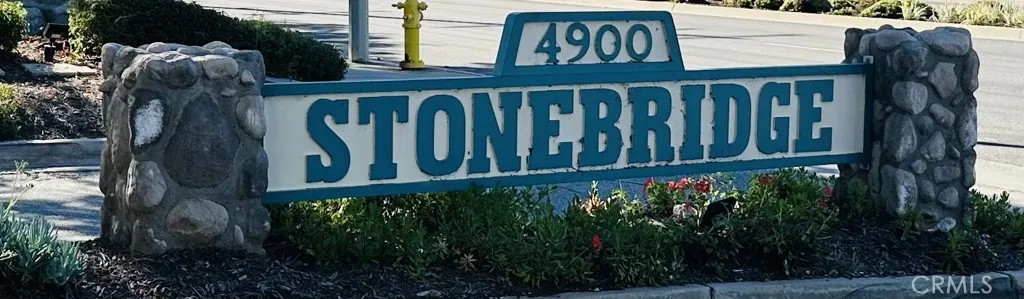 4900
STONEBRIDGE
CRMLS